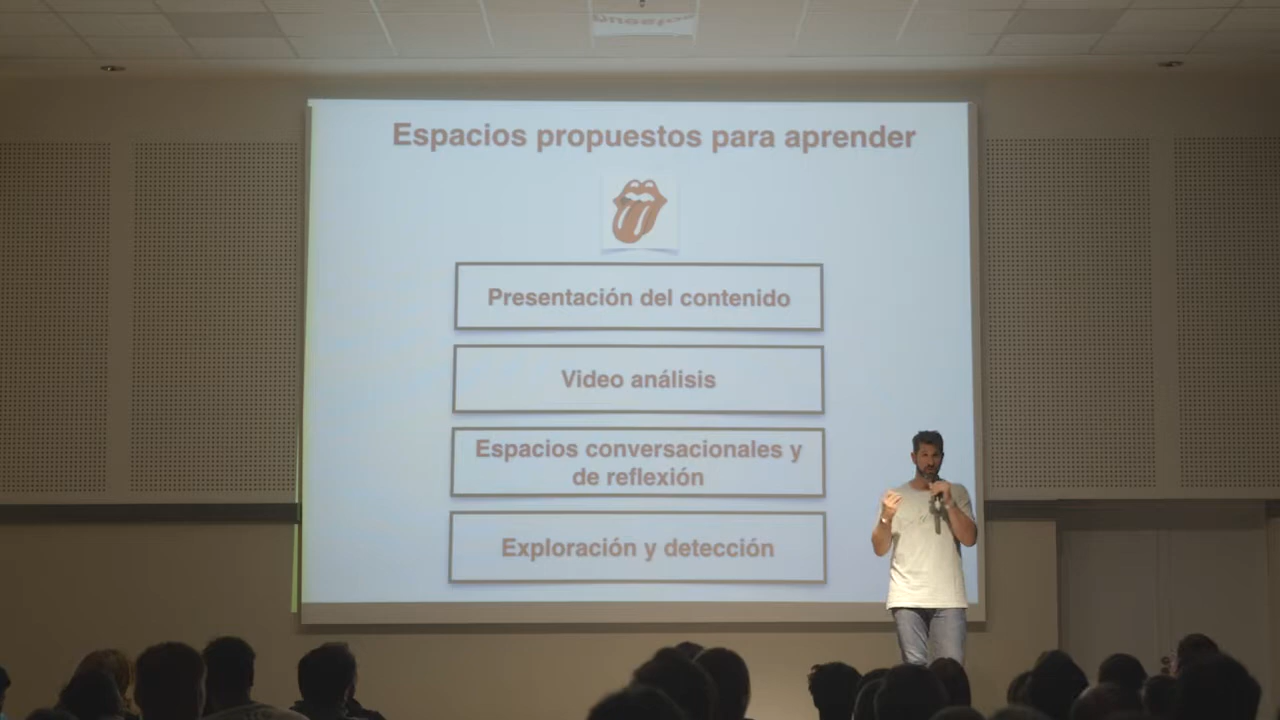 Espacios propuestos para aprender
Presentación del contenido
Video análisis
Espacios conversacionales y
de reflexión
Exploración y detección